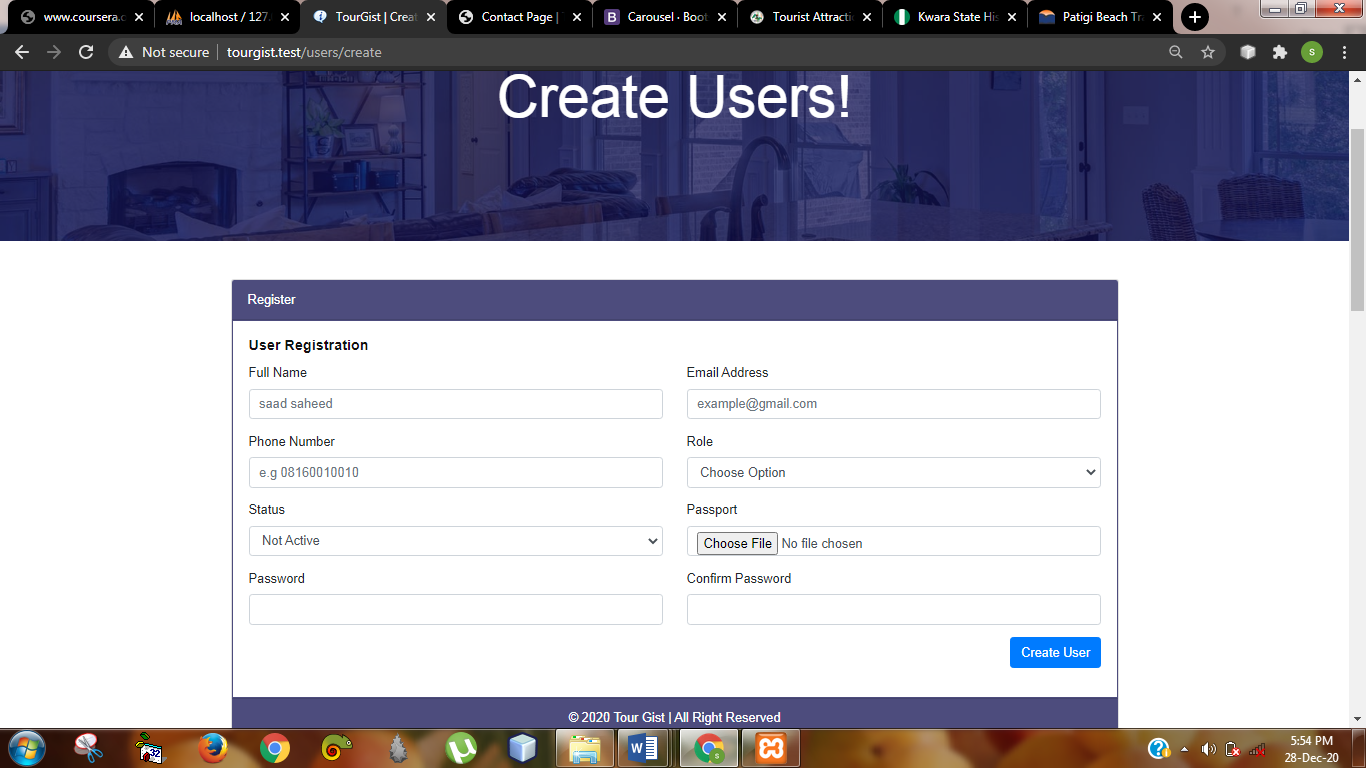 www.coursera.c
localhost / 127.
TourGist | Creat
Contact Page |
Carousel · Boot
Tourist Attracti
Kwara State His
Patigi Beach Tra
Not secure
tourgist.test/users/create
s
Create Users!
Register
User Registration
Full Name
Email Address
saad saheed
example@gmail.com
Phone Number
Role
e.g 08160010010
Choose Option
Status
Passport
Not Active
Choose File No file chosen
Password
Confirm Password
Create User
© 2020 Tour Gist | All Right Reserved
5:54 PM
28-Dec-20